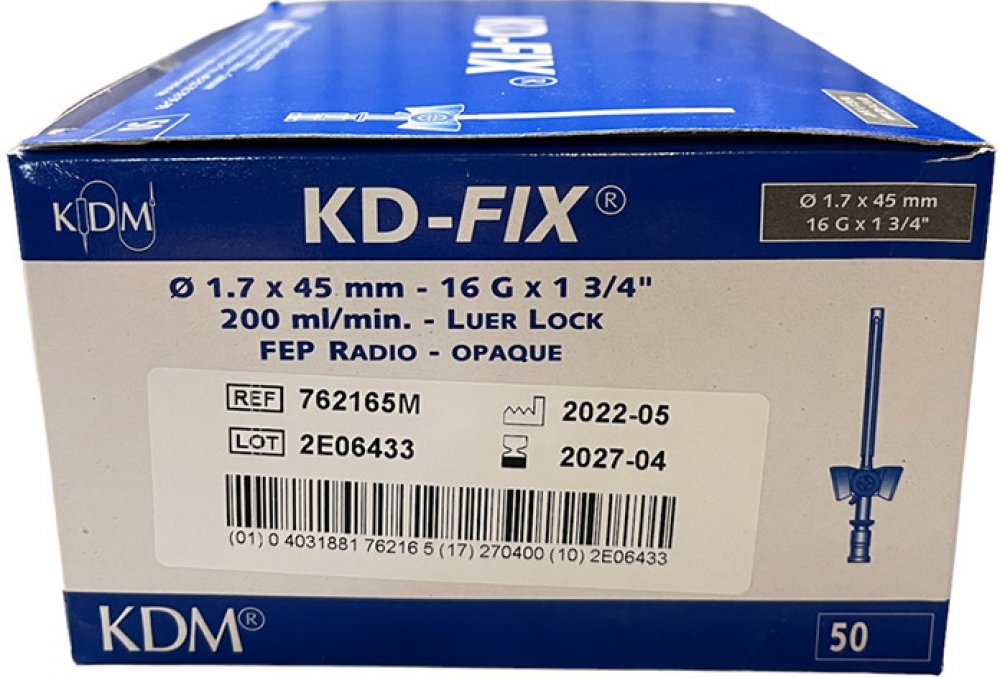 KD-FIX®
50
KDM
KD-FIX®
Ø 1.7 x 45 mm
16 G x 1 3/4"
Ø 1.7 x 45 mm - 16 G x 1 3/4"
200 ml/min. - LUER LOCK
FEP RADIO - OPAQUE
REF 762165M
2022-05
LOT 2E06433
2027-04
(01) 0 4031881 76216 5 (17) 270400 (10) 2E06433
KDM®
50